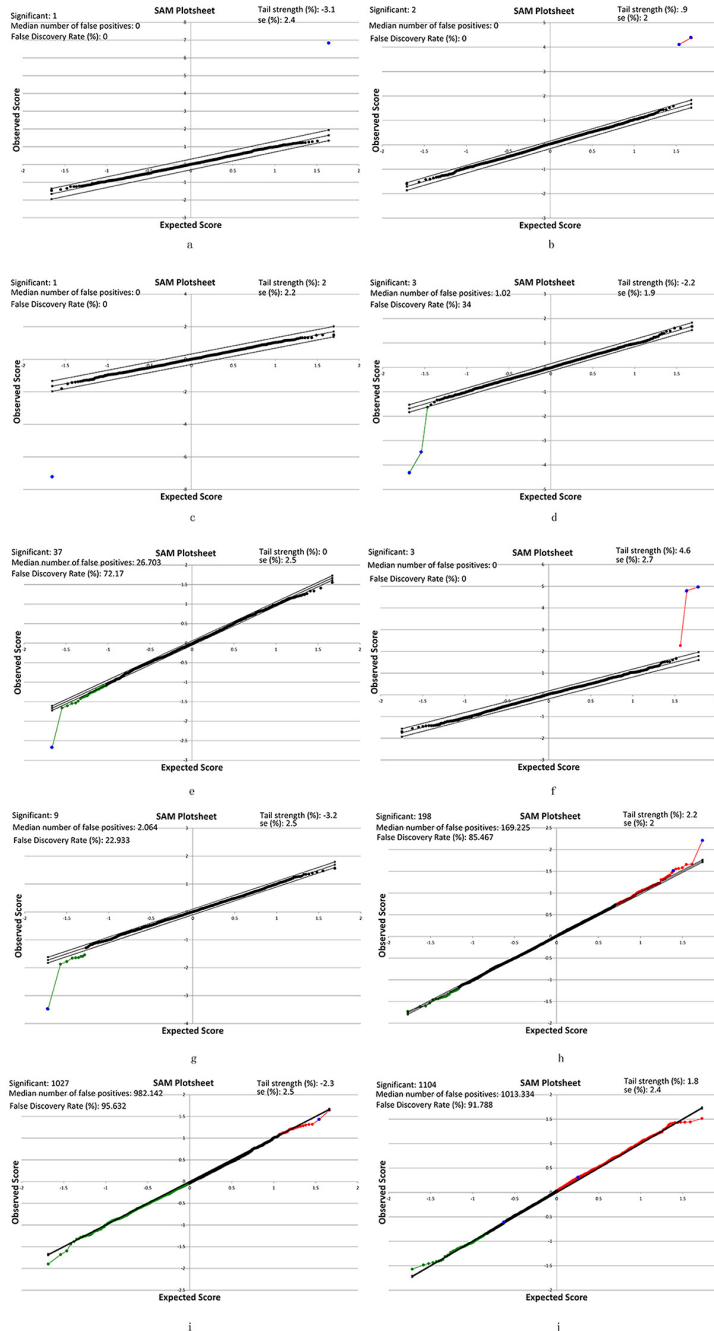 Significant: 1
Median number of false positives: 0
False Discovery Rate (%): 0
SAM Plotsheet
Tail strength (%): -3.1
se (%): 2.4
Observed Score
Expected Score
a
Significant: 2
Median number of false positives: 0
False Discovery Rate (%): 0
SAM Plotsheet
Tail strength (%): .9
se (%): 2
Observed Score
Expected Score
b
Significant: 1
Median number of false positives: 0
False Discovery Rate (%): 0
SAM Plotsheet
Tail strength (%): 2
se (%): 2.2
Observed Score
Expected Score
c
Significant: 3
Median number of false positives: 1.02
False Discovery Rate (%): 34
SAM Plotsheet
Tail strength (%): -2.2
se (%): 1.9
Observed Score
Expected Score
d
Significant: 37
Median number of false positives: 26.703
False Discovery Rate (%): 72.17
SAM Plotsheet
Tail strength (%): 0
se (%): 2.5
Observed Score
Expected Score
e
Significant: 3
Median number of false positives: 0
False Discovery Rate (%): 0
SAM Plotsheet
Tail strength (%): 4.6
se (%): 2.7
Observed Score
Expected Score
f
Significant: 9
Median number of false positives: 2.064
False Discovery Rate (%): 22.933
SAM Plotsheet
Tail strength (%): -3.2
se (%): 2.5
Observed Score
Expected Score
g
Significant: 198
Median number of false positives: 169.225
False Discovery Rate (%): 85.467
SAM Plotsheet
Tail strength (%): 2.2
se (%): 2
Observed Score
Expected Score
h
Significant: 1027
Median number of false positives: 982.142
False Discovery Rate (%): 95.632
SAM Plotsheet
Tail strength (%): -2.3
se (%): 2.5
Observed Score
Expected Score
i
Significant: 1104
Median number of false positives: 1013.334
False Discovery Rate (%): 91.788
SAM Plotsheet
Tail strength (%): 1.8
se (%): 2.4
Observed Score
Expected Score
j